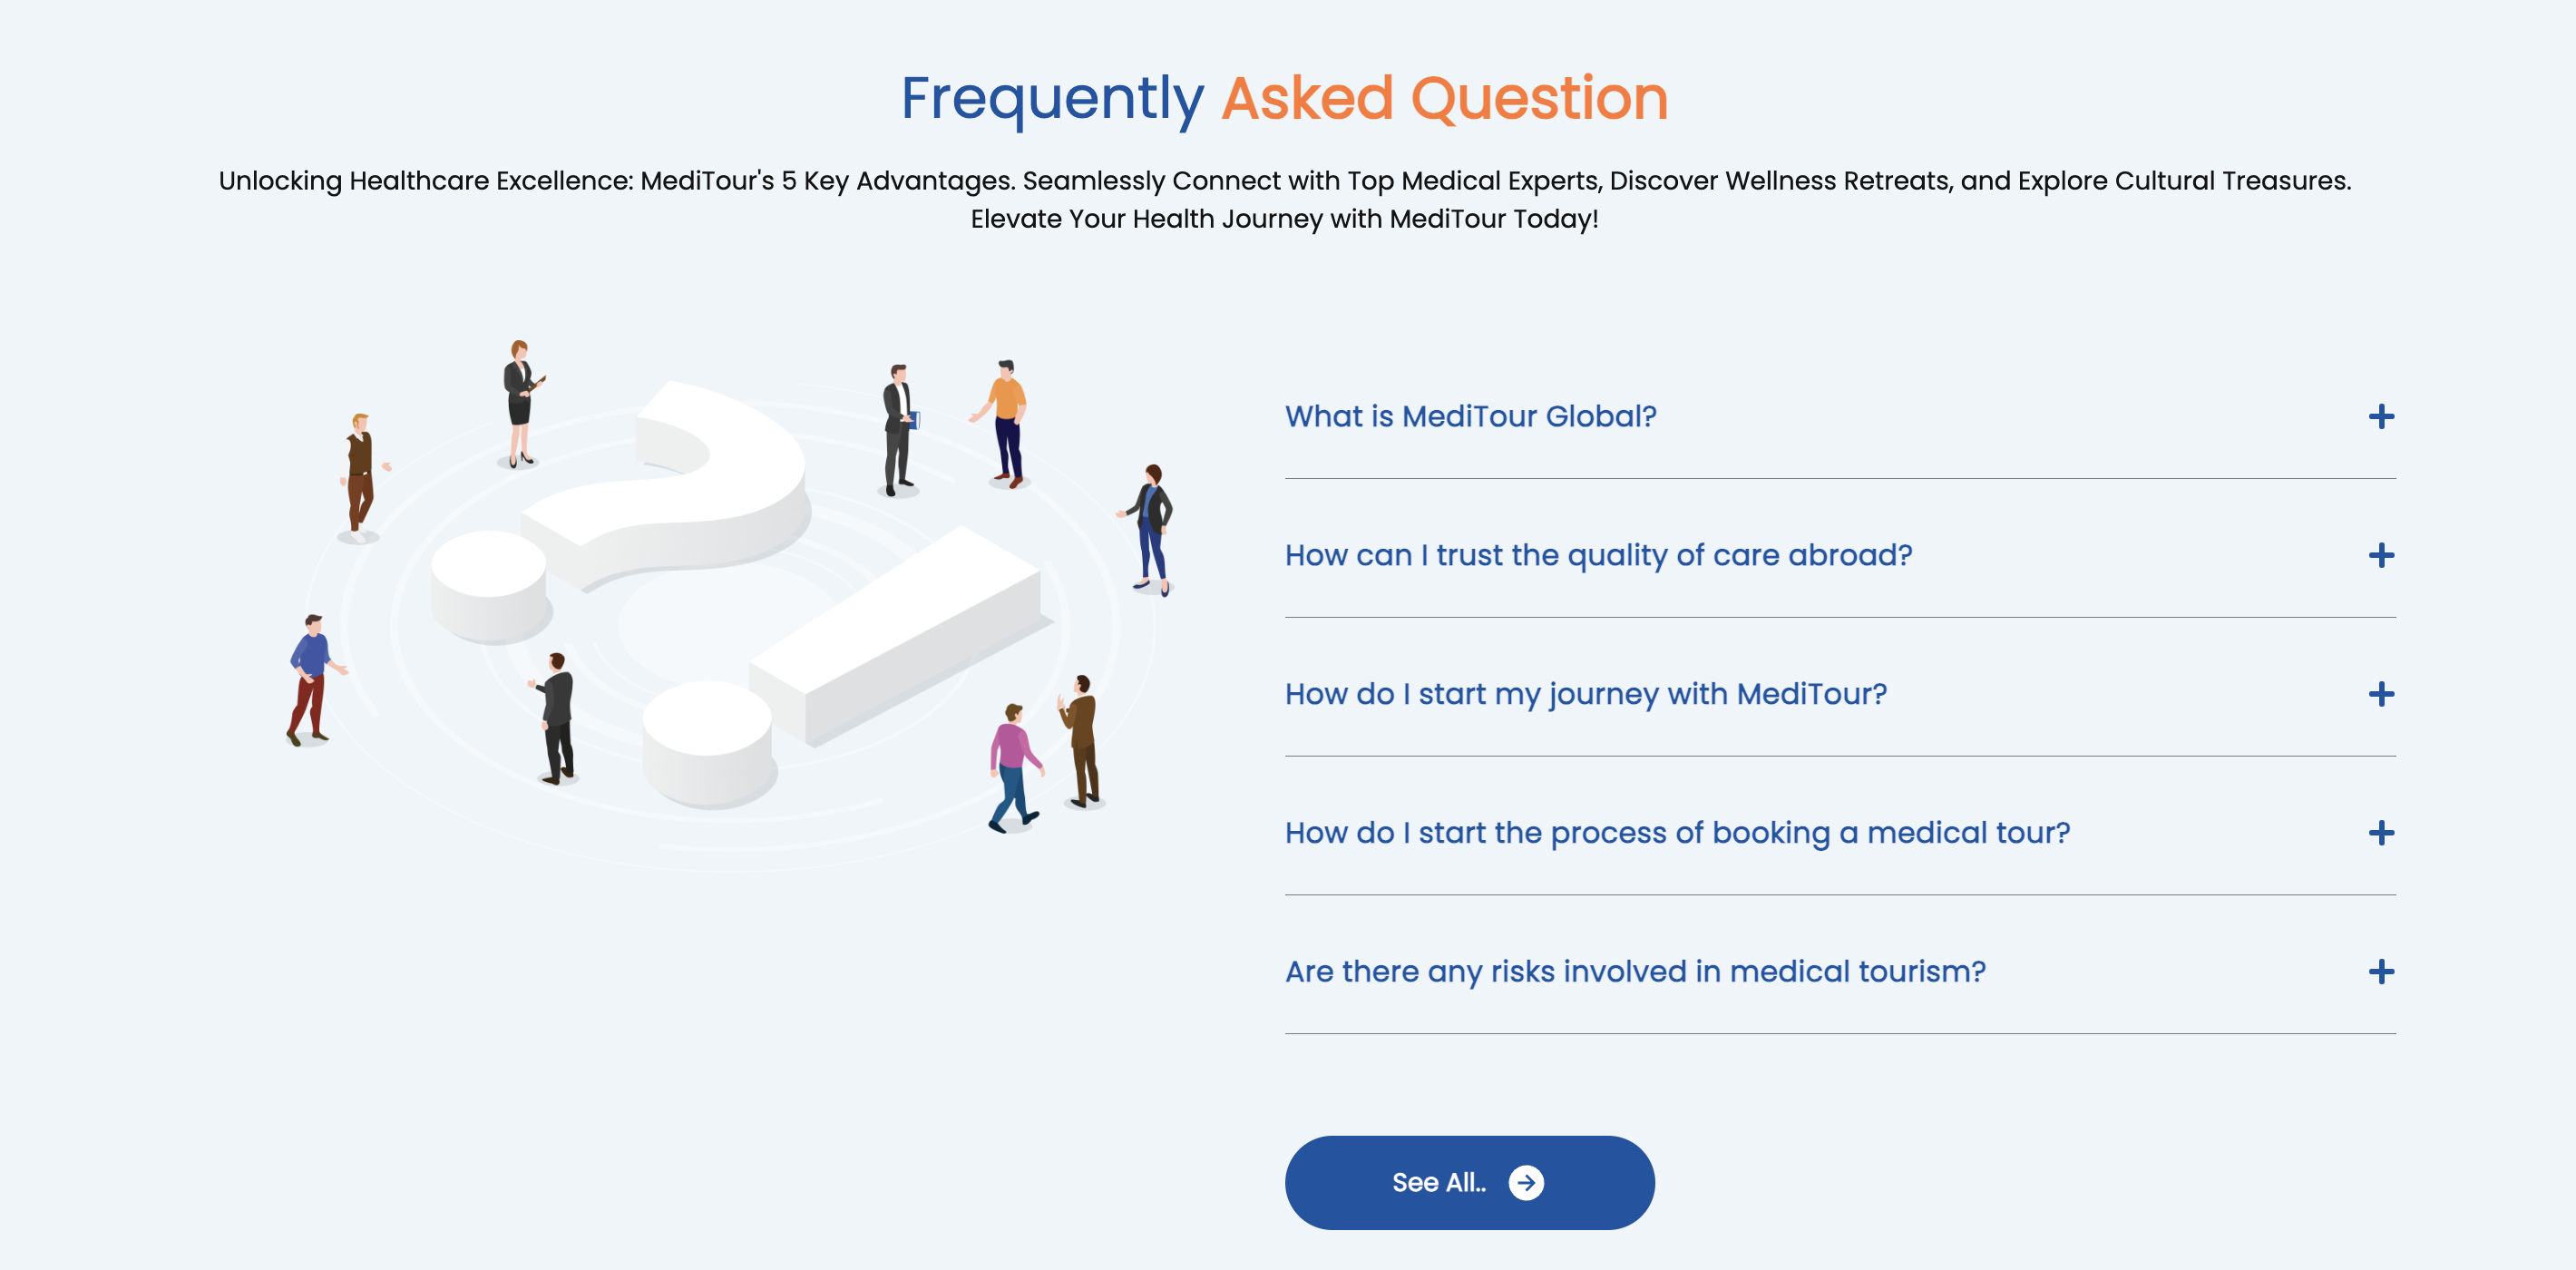 Frequently Asked Question
Unlocking Healthcare Excellence: MediTour's 5 Key Advantages. Seamlessly Connect with Top Medical Experts, Discover Wellness Retreats, and Explore Cultural Treasures.
Elevate Your Health Journey with MediTour Today!
What is MediTour Global?
How can I trust the quality of care abroad?
How do I start my journey with MediTour?
How do I start the process of booking a medical tour?
Are there any risks involved in medical tourism?
See All..